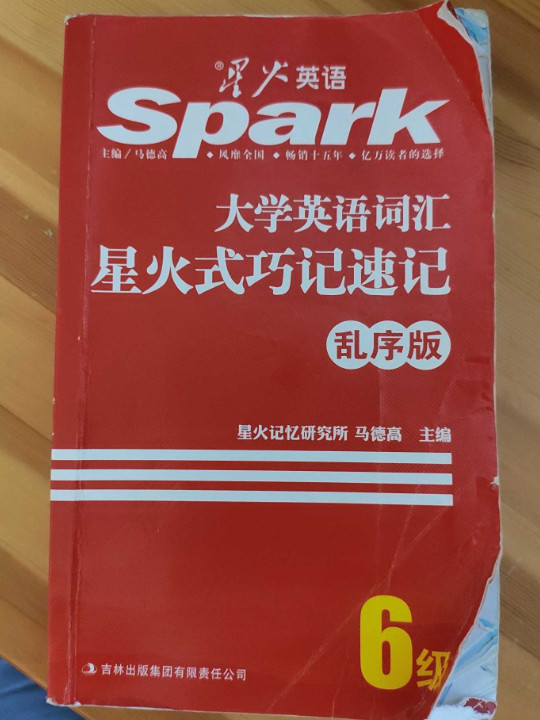 ®星火英语
Spark
主编/马德高 ◆风靡全国 ◆畅销十五年 ◆亿万读者的选择
大学英语词汇
星火式巧记速记
乱序版
星火记忆研究所 马德高 主编
6级
吉林出版集团有限责任公司